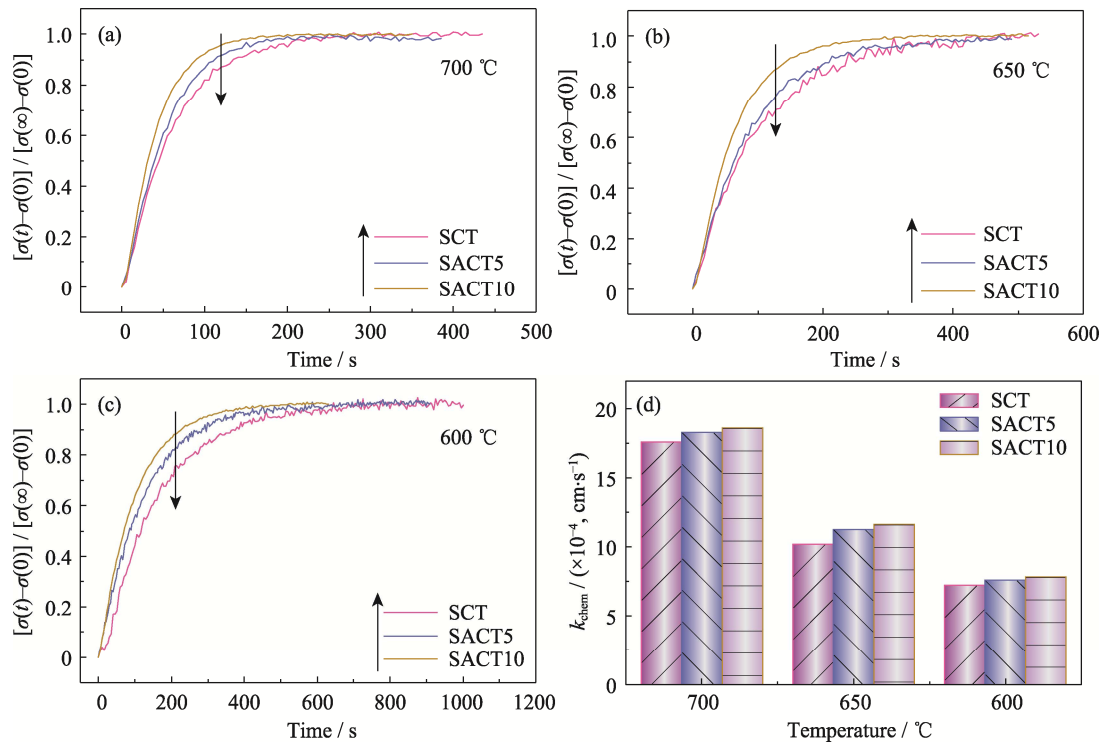 (a)
700 ℃
[σ(t)–σ(0)] / [σ(∞)–σ(0)]
1.0
0.8
0.6
0.4
0.2
0
SCT
SACT5
SACT10
0 100 200 300 400 500
Time / s
(b)
650 ℃
[σ(t)–σ(0)] / [σ(∞)–σ(0)]
1.0
0.8
0.6
0.4
0.2
0
SCT
SACT5
SACT10
0 200 400 600
Time / s
(c)
600 ℃
[σ(t)–σ(0)] / [σ(∞)–σ(0)]
1.0
0.8
0.6
0.4
0.2
0
SCT
SACT5
SACT10
0 200 400 600 800 1000 1200
Time / s
(d)
SCT
SACT5
SACT10
k_chem / (×10⁻⁴, cm·s⁻¹)
20
15
10
5
0
700 650 600
Temperature / ℃